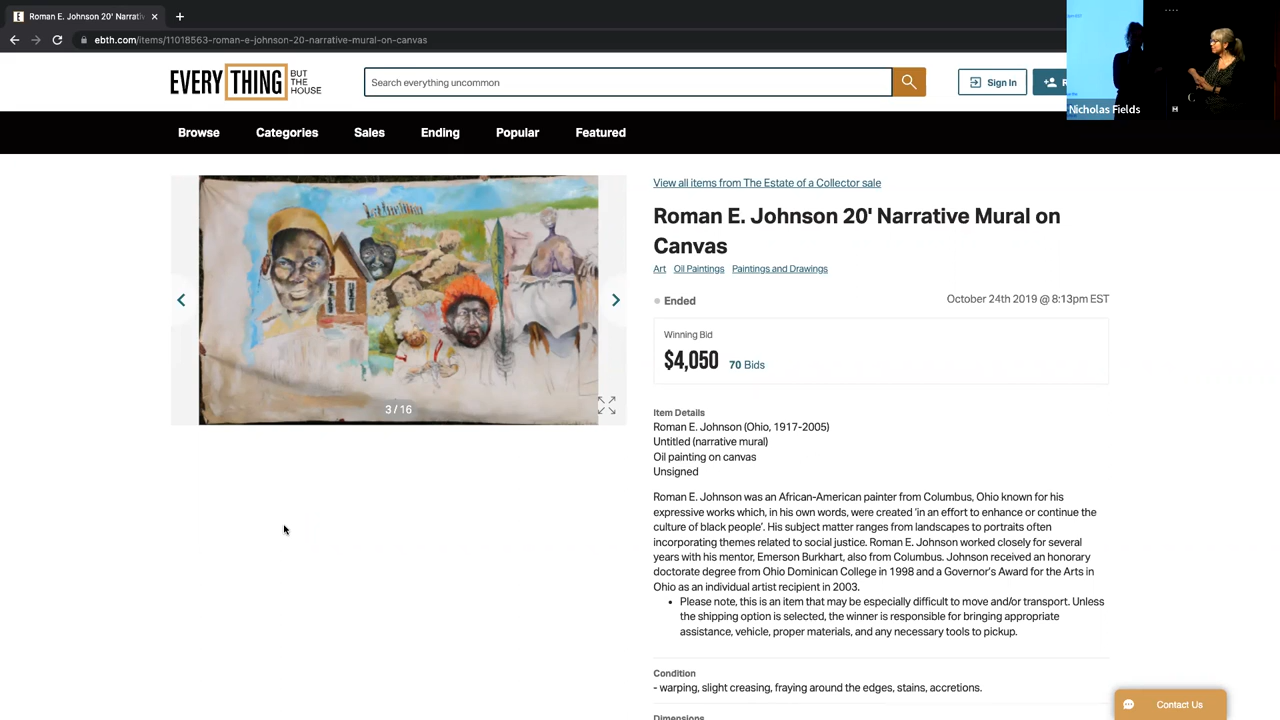 Roman E. Johnson 20' Narrativ
ebth.com/items/11018563-roman-e-johnson-20-narrative-mural-on-canvas
EVERYTHING BUT THE HOUSE
Search everything uncommon
Sign In
R
Nicholas Fields
H
Browse
Categories
Sales
Ending
Popular
Featured
3 / 16
View all items from The Estate of a Collector sale
Roman E. Johnson 20' Narrative Mural on
Canvas
Art Oil Paintings Paintings and Drawings
Ended
October 24th 2019 @ 8:13pm EST
Winning Bid
$4,050 70 Bids
Item Details
Roman E. Johnson (Ohio, 1917-2005)
Untitled (narrative mural)
Oil painting on canvas
Unsigned
Roman E. Johnson was an African-American painter from Columbus, Ohio known for his
expressive works which, in his own words, were created 'in an effort to enhance or continue the
culture of black people'. His subject matter ranges from landscapes to portraits often
incorporating themes related to social justice. Roman E. Johnson worked closely for several
years with his mentor, Emerson Burkhart, also from Columbus. Johnson received an honorary
doctorate degree from Ohio Dominican College in 1998 and a Governor's Award for the Arts in
Ohio as an individual artist recipient in 2003.
• Please note, this is an item that may be especially difficult to move and/or transport. Unless
the shipping option is selected, the winner is responsible for bringing appropriate
assistance, vehicle, proper materials, and any necessary tools to pickup.
Condition
- warping, slight creasing, fraying around the edges, stains, accretions.
Dimensions
Contact Us